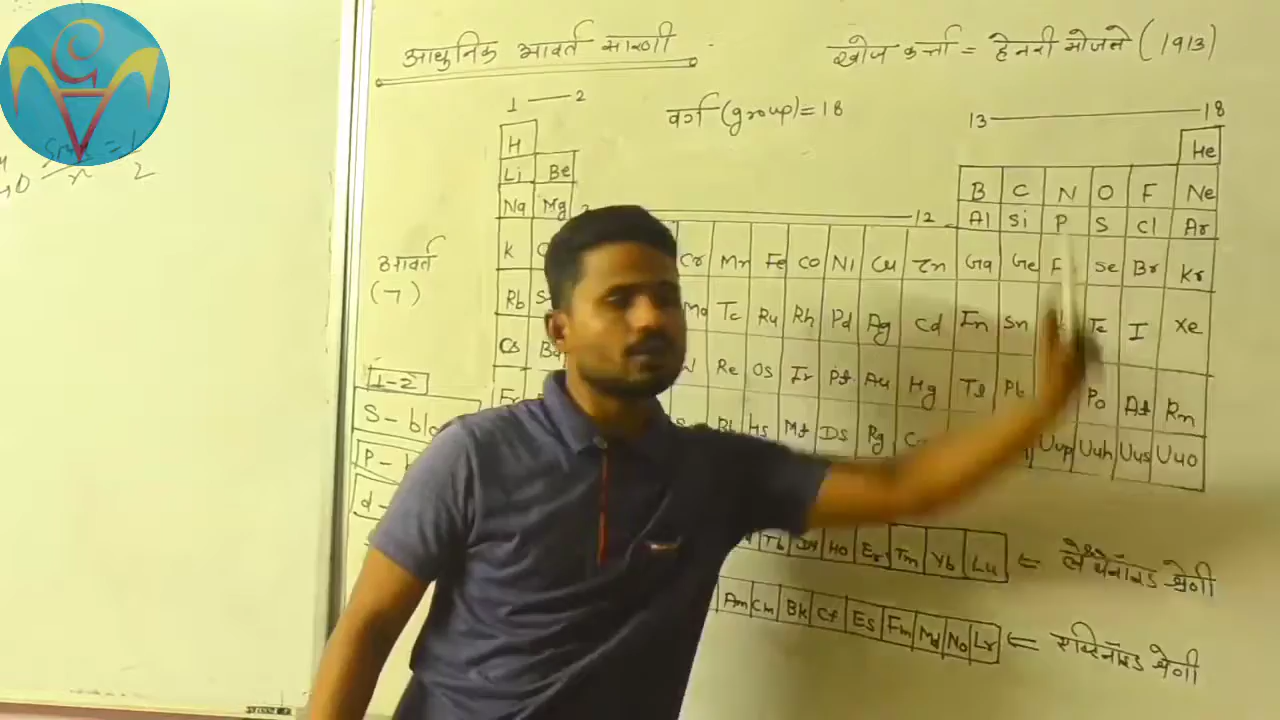 आधुनिक आवर्त सारणी
खोज कर्त्ता = हेनरी मोजले (1913)
वर्ग (group) = 18
1 — 2
13 — 18
H He
Li Be B C N O F Ne
Na Mg 12 Al Si P S Cl Ar
आवर्त
(7)
K Cr Mn Fe Co Ni Cu Zn Ga Ge Se Br Kr
Rb Mo Tc Ru Rh Pd Ag Cd In Sn Te I Xe
Cs Ba Re Os Ir Pt Au Hg Tl Pb Po At Rn
Fr Bh Hs Mt DS Rg Uup Uuh Uus Uuo
1-2
S - blo
P - b
d -
Tb Dy Ho Er Tm Yb Lu ← लेन्थेनॉइड श्रेणी
Am Cm Bk Cf Es Fm Md No Lr ← एक्टिनॉइड श्रेणी